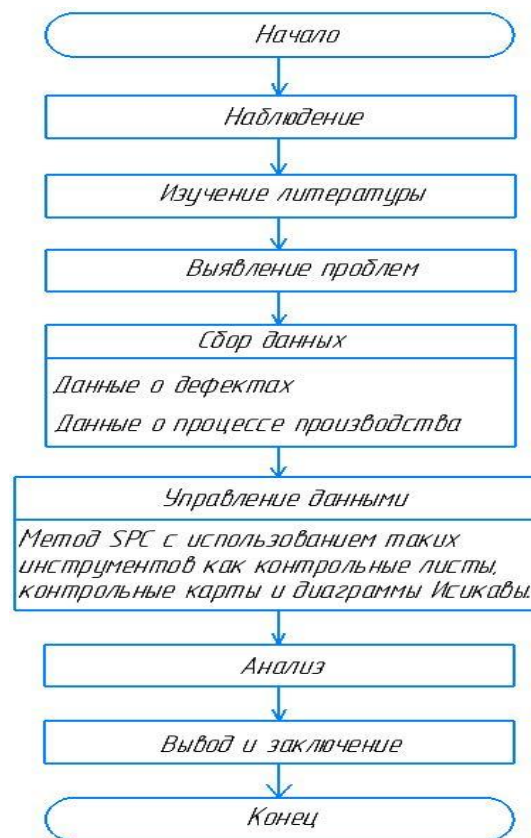 Начало
Наблюдение
Изучение литературы
Выявление проблем
Сбор данных
Данные о дефектах
Данные о процессе производства
Управление данными
Метод SPC с использованием таких
инструментов как контрольные листы,
контрольные карты и диаграммы Исикавы.
Анализ
Вывод и заключение
Конец